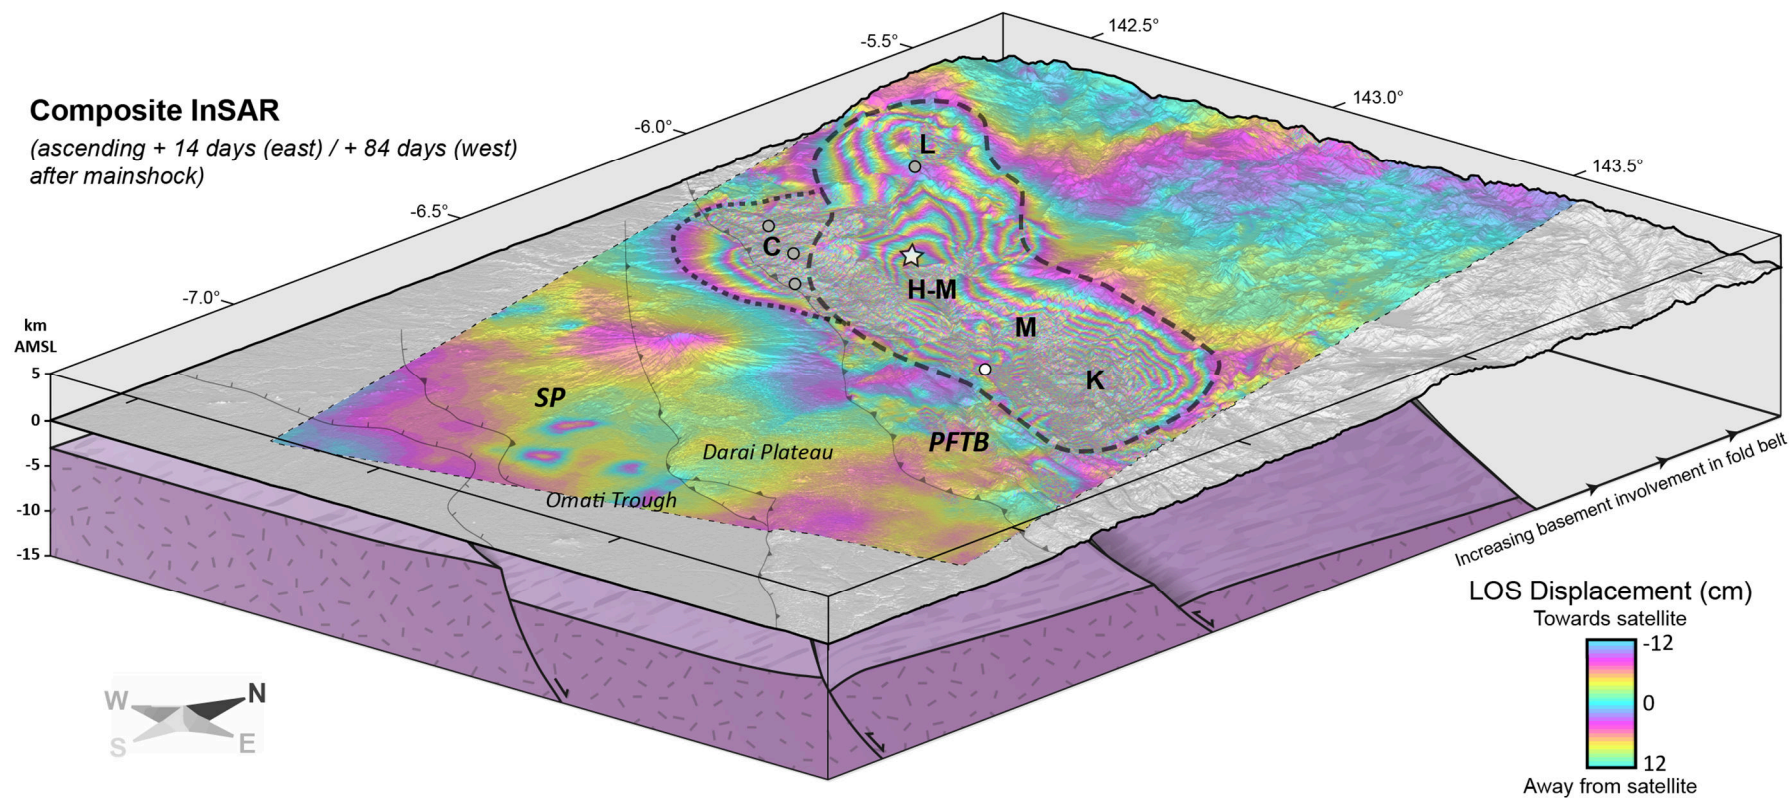 Composite InSAR
(ascending + 14 days (east) / + 84 days (west)
after mainshock)
-5.5°
-6.0°
-6.5°
-7.0°
142.5°
143.0°
143.5°
km
AMSL
5
0
-5
-10
-15
L
C
H-M
M
K
SP
PFTB
Darai Plateau
Omati Trough
Increasing basement involvement in fold belt
W
N
S
E
LOS Displacement (cm)
Towards satellite
-12
0
12
Away from satellite